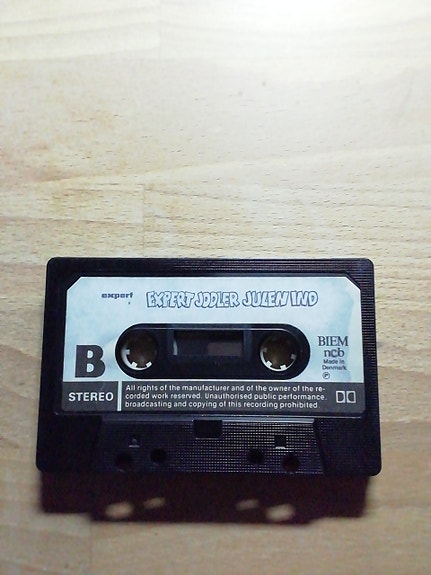 expert
EXPERT JODLER JULEN IND
B
BIEM
ncb
Made in
Denmark
℗
STEREO
All rights of the manufacturer and of the owner of the re-
corded work reserved. Unauthorised public performance.
broadcasting and copying of this recording prohibited.